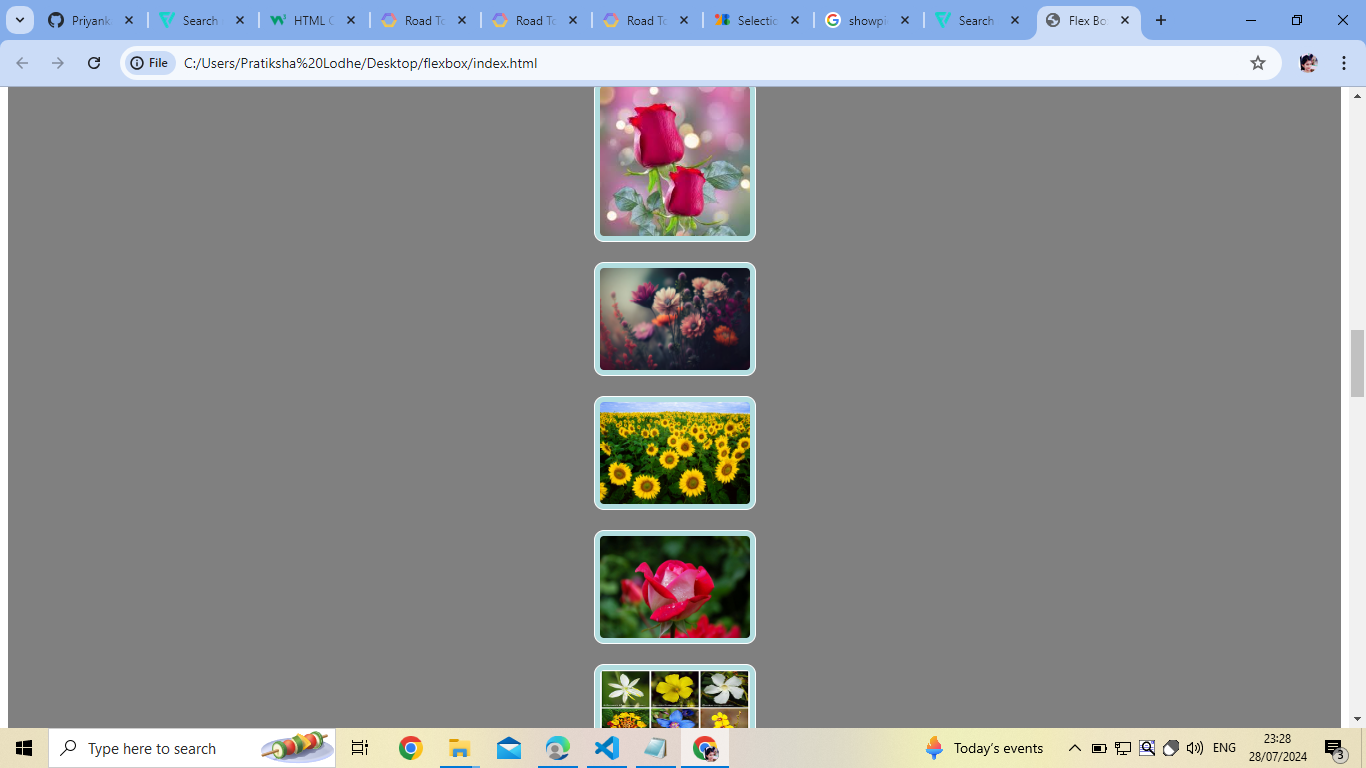 Priyanka
Search
HTML C
Road To
Road To
Road To
Selectio
showpi
Search
Flex Bo
File
C:/Users/Pratiksha%20Lodhe/Desktop/flexbox/index.html
Type here to search
Today's events
ENG
23:28
28/07/2024
3